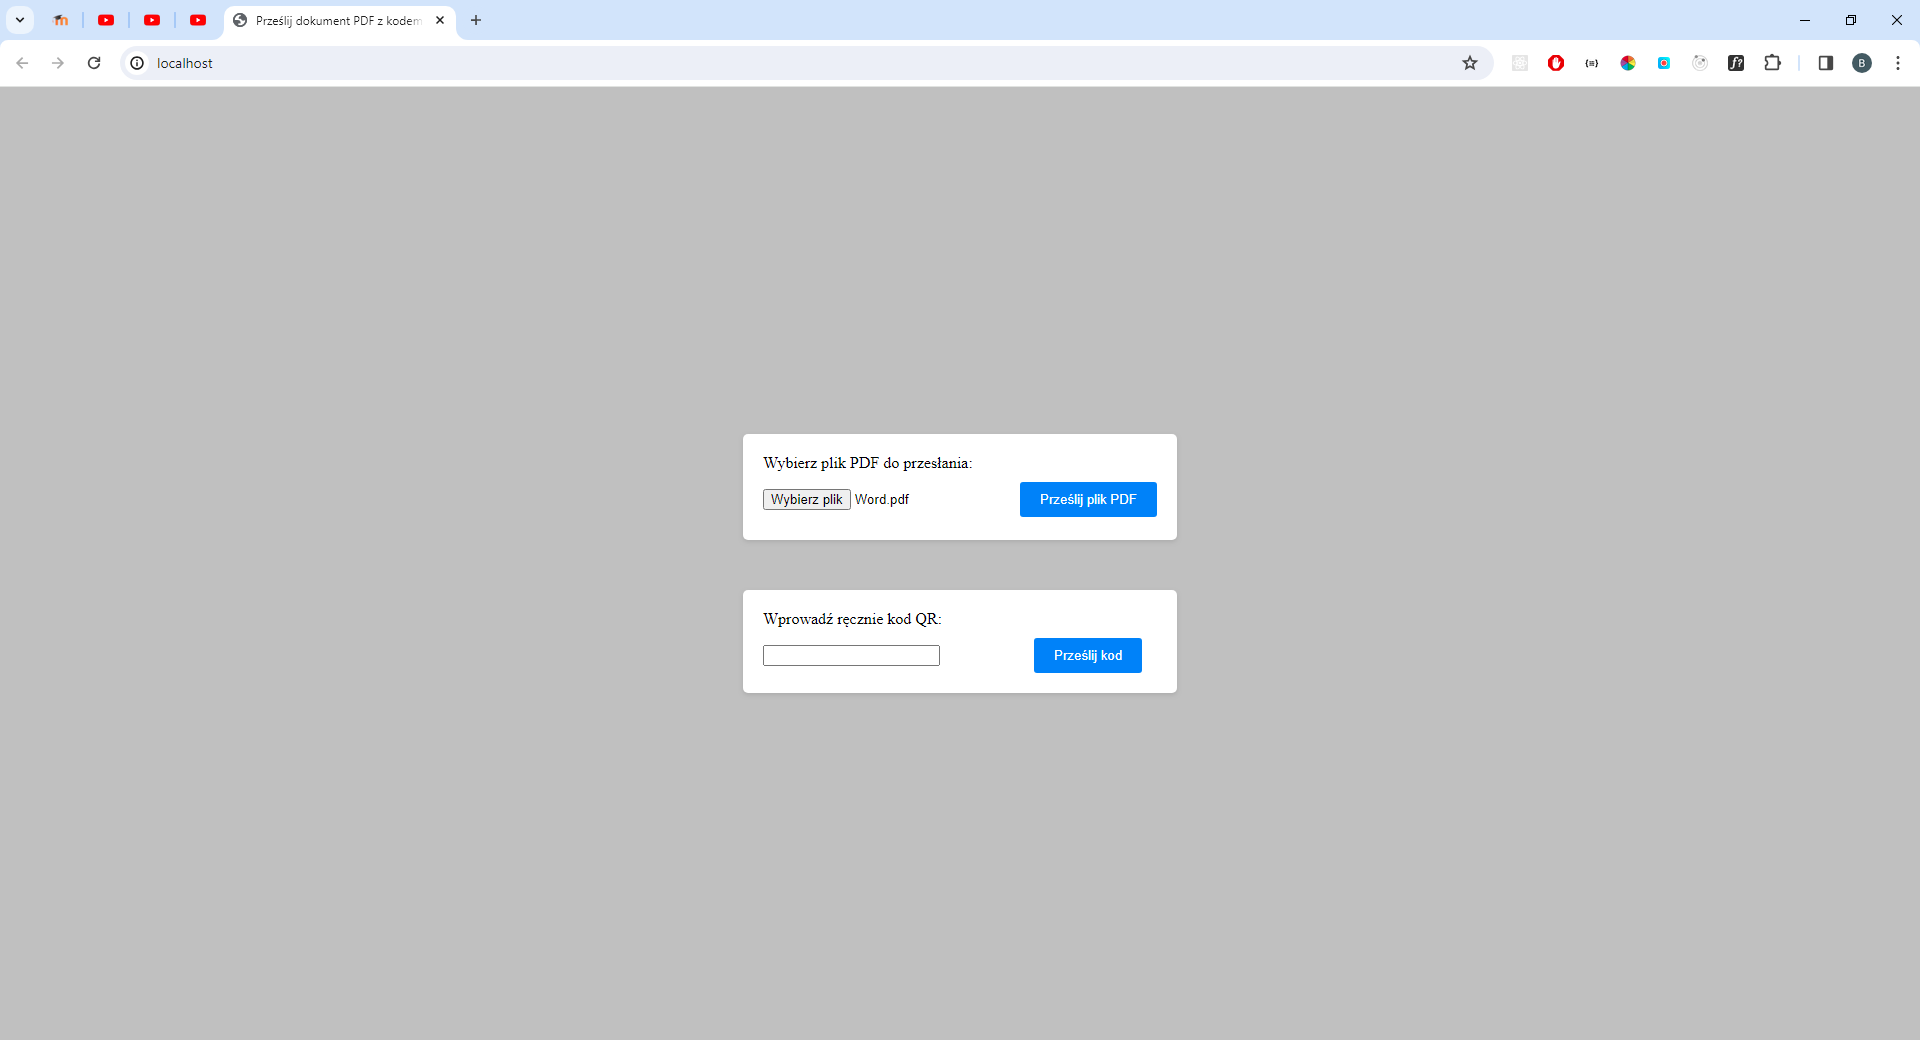 Prześlij dokument PDF z kodem
localhost
B
Wybierz plik PDF do przesłania:
Wybierz plik Word.pdf
Prześlij plik PDF
Wprowadź ręcznie kod QR:
Prześlij kod